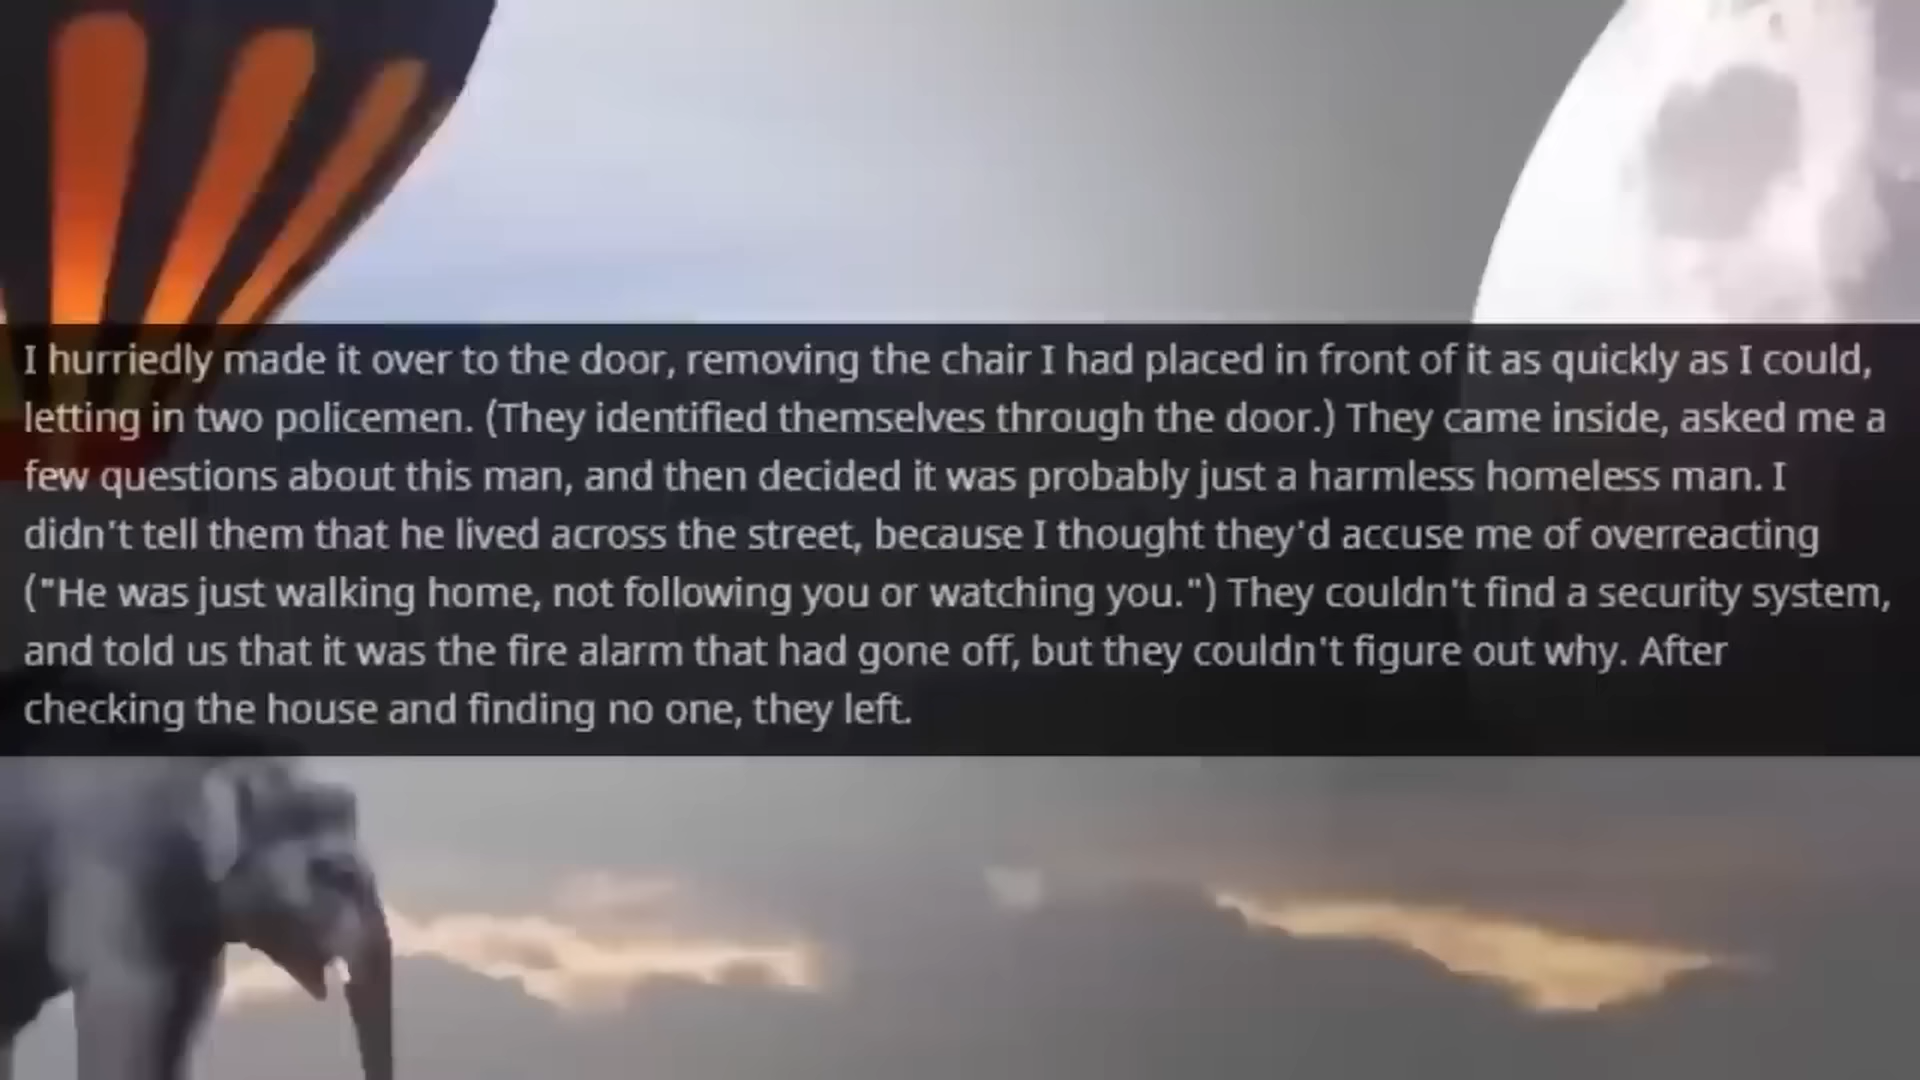 I hurriedly made it over to the door, removing the chair I had placed in front of it as quickly as I could,
letting in two policemen. (They identified themselves through the door.) They came inside, asked me a
few questions about this man, and then decided it was probably just a harmless homeless man. I
didn't tell them that he lived across the street, because I thought they'd accuse me of overreacting
("He was just walking home, not following you or watching you.") They couldn't find a security system,
and told us that it was the fire alarm that had gone off, but they couldn't figure out why. After
checking the house and finding no one, they left.